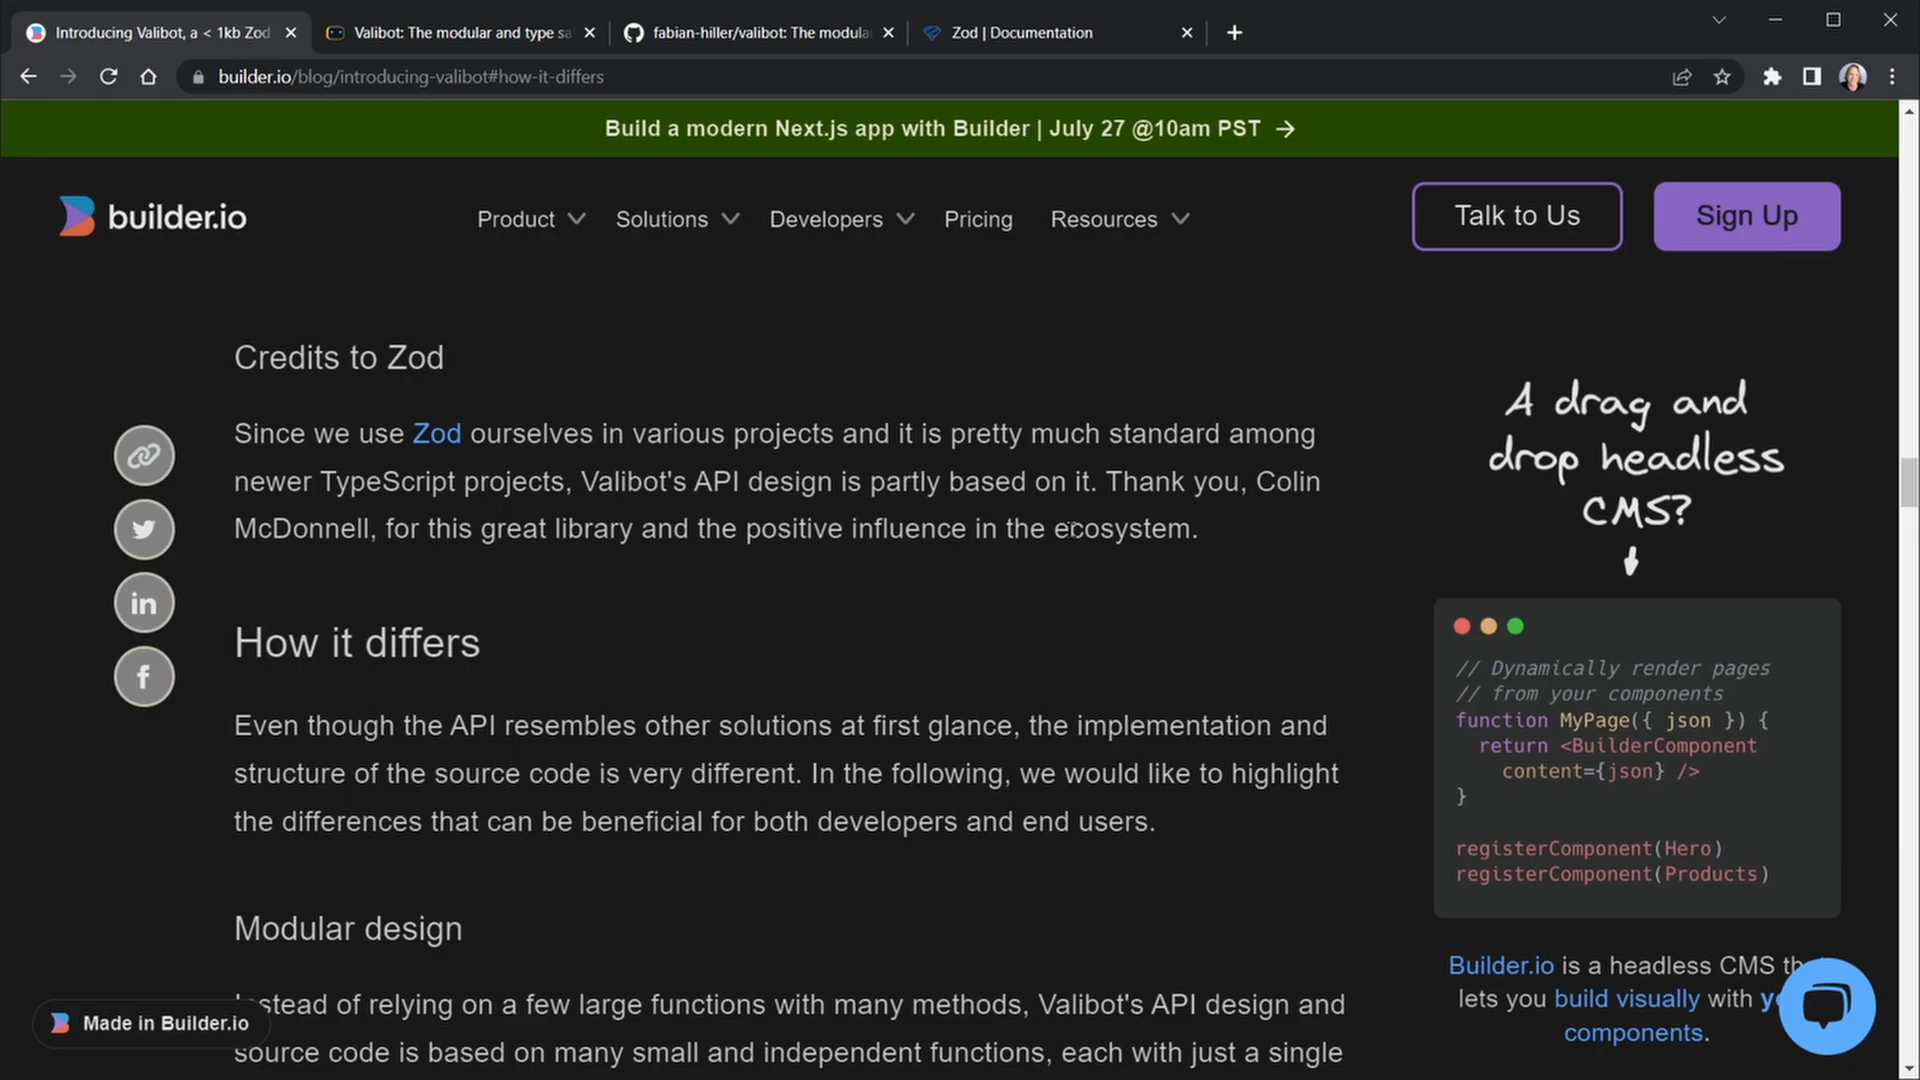 Introducing Valibot, a < 1kb Zod
Valibot: The modular and type sa
fabian-hiller/valibot: The modula
Zod | Documentation
builder.io/blog/introducing-valibot#how-it-differs
Build a modern Next.js app with Builder | July 27 @10am PST →
builder.io
Product
Solutions
Developers
Pricing
Resources
Talk to Us
Sign Up
Credits to Zod
Since we use Zod ourselves in various projects and it is pretty much standard among
newer TypeScript projects, Valibot's API design is partly based on it. Thank you, Colin
McDonnell, for this great library and the positive influence in the ecosystem.
How it differs
Even though the API resembles other solutions at first glance, the implementation and
structure of the source code is very different. In the following, we would like to highlight
the differences that can be beneficial for both developers and end users.
Modular design
Instead of relying on a few large functions with many methods, Valibot's API design and
source code is based on many small and independent functions, each with just a single
Made in Builder.io
A drag and
drop headless
CMS?
// Dynamically render pages
// from your components
function MyPage({ json }) {
return <BuilderComponent
content={json} />
}
registerComponent(Hero)
registerComponent(Products)
Builder.io is a headless CMS
lets you build visually with
components.